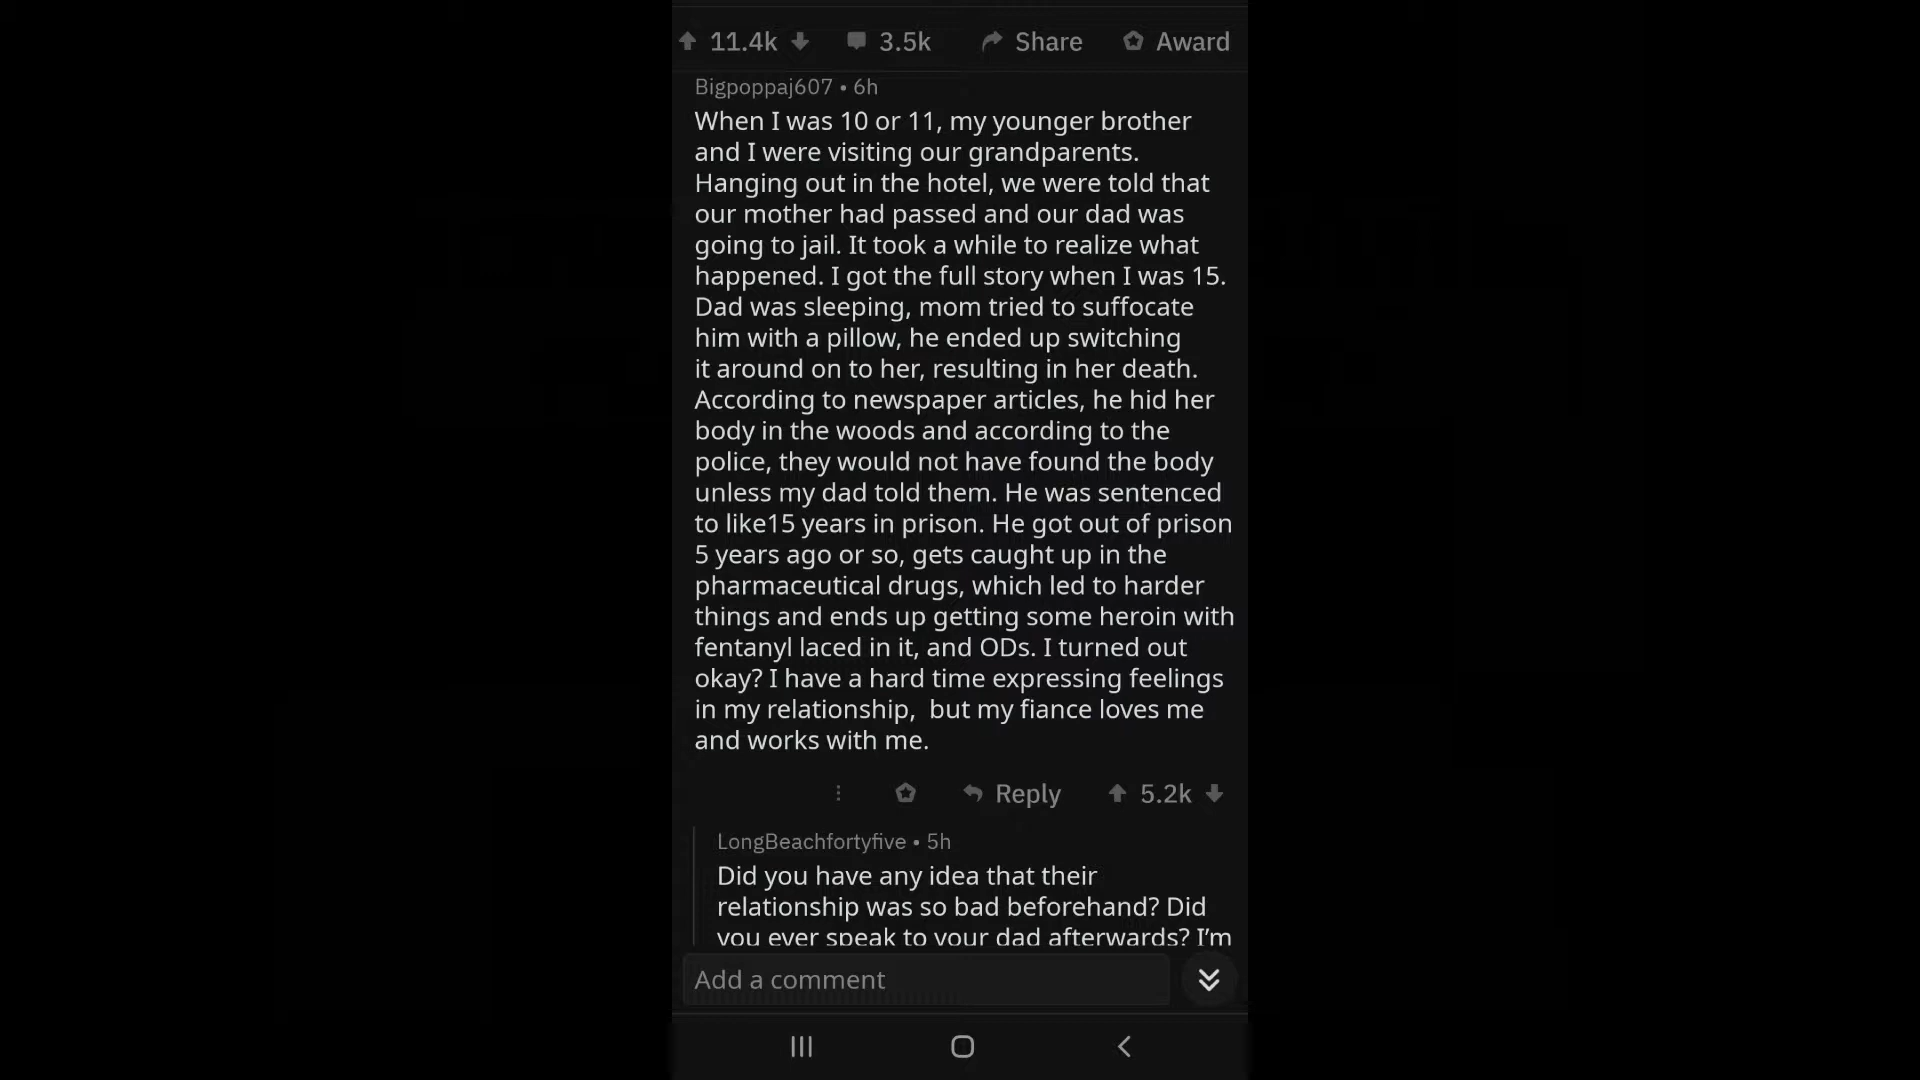 11.4k 3.5k Share Award
Bigpoppaj607 • 6h
When I was 10 or 11, my younger brother
and I were visiting our grandparents.
Hanging out in the hotel, we were told that
our mother had passed and our dad was
going to jail. It took a while to realize what
happened. I got the full story when I was 15.
Dad was sleeping, mom tried to suffocate
him with a pillow, he ended up switching
it around on to her, resulting in her death.
According to newspaper articles, he hid her
body in the woods and according to the
police, they would not have found the body
unless my dad told them. He was sentenced
to like15 years in prison. He got out of prison
5 years ago or so, gets caught up in the
pharmaceutical drugs, which led to harder
things and ends up getting some heroin with
fentanyl laced in it, and ODs. I turned out
okay? I have a hard time expressing feelings
in my relationship,  but my fiance loves me
and works with me.
Reply 5.2k
LongBeachfortyfive • 5h
Did you have any idea that their
relationship was so bad beforehand? Did
you ever speak to your dad afterwards? I’m
Add a comment